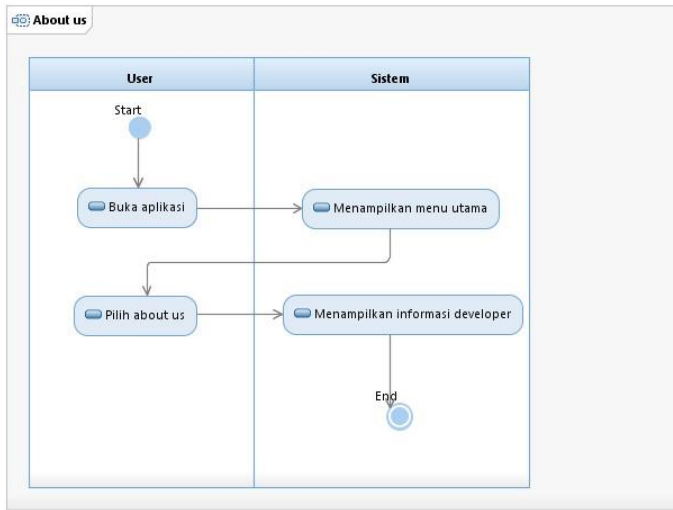 About us
User
Sistem
Start
Buka aplikasi
Menampilkan menu utama
Pilih about us
Menampilkan informasi developer
End